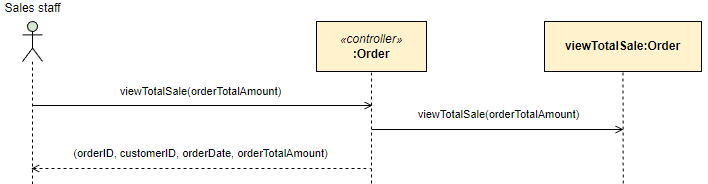 Sales staff
«controller»
:Order
viewTotalSale:Order
viewTotalSale(orderTotalAmount)
viewTotalSale(orderTotalAmount)
(orderID, customerID, orderDate, orderTotalAmount)